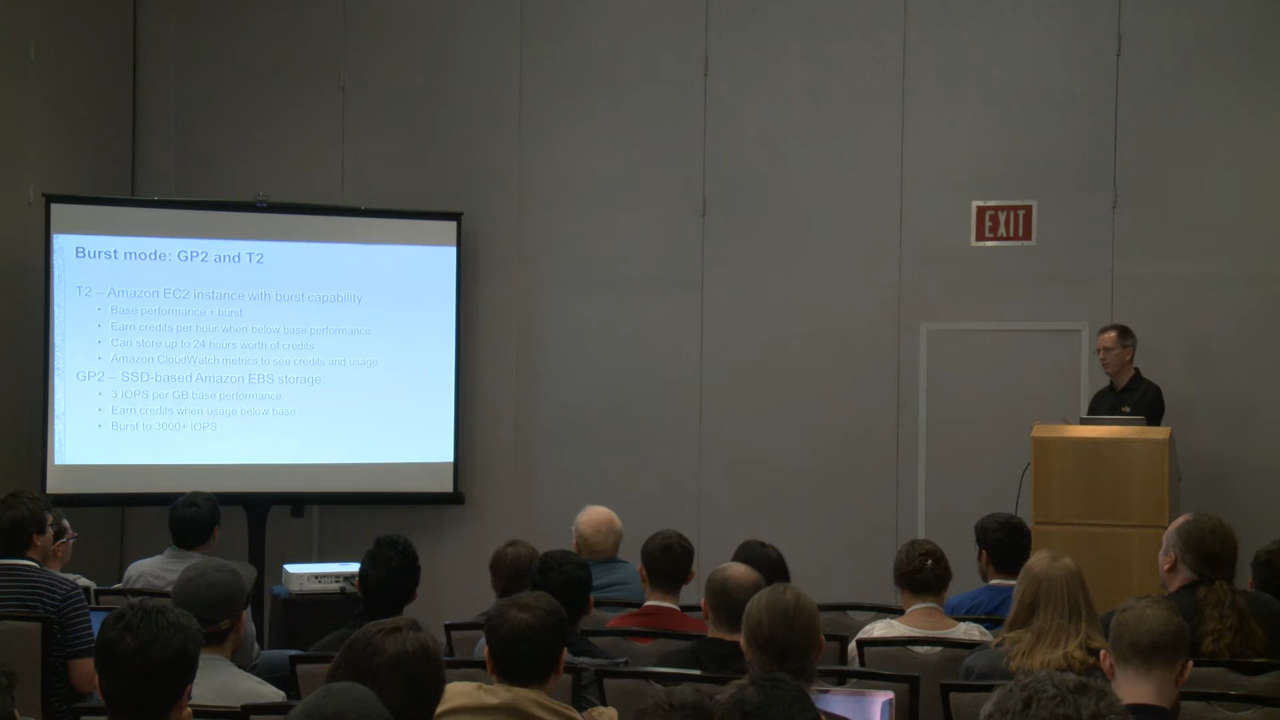 Burst mode: GP2 and T2
T2 – Amazon EC2 instance with burst capability
• Base performance + burst
• Earn credits per hour when below base performance
• Can store up to 24 hours worth of credits
• Amazon CloudWatch metrics to see credits and usage
GP2 – SSD-based Amazon EBS storage
• 3 IOPS per GB base performance
• Earn credits when usage below base
• Burst to 3000+ IOPS
EXIT